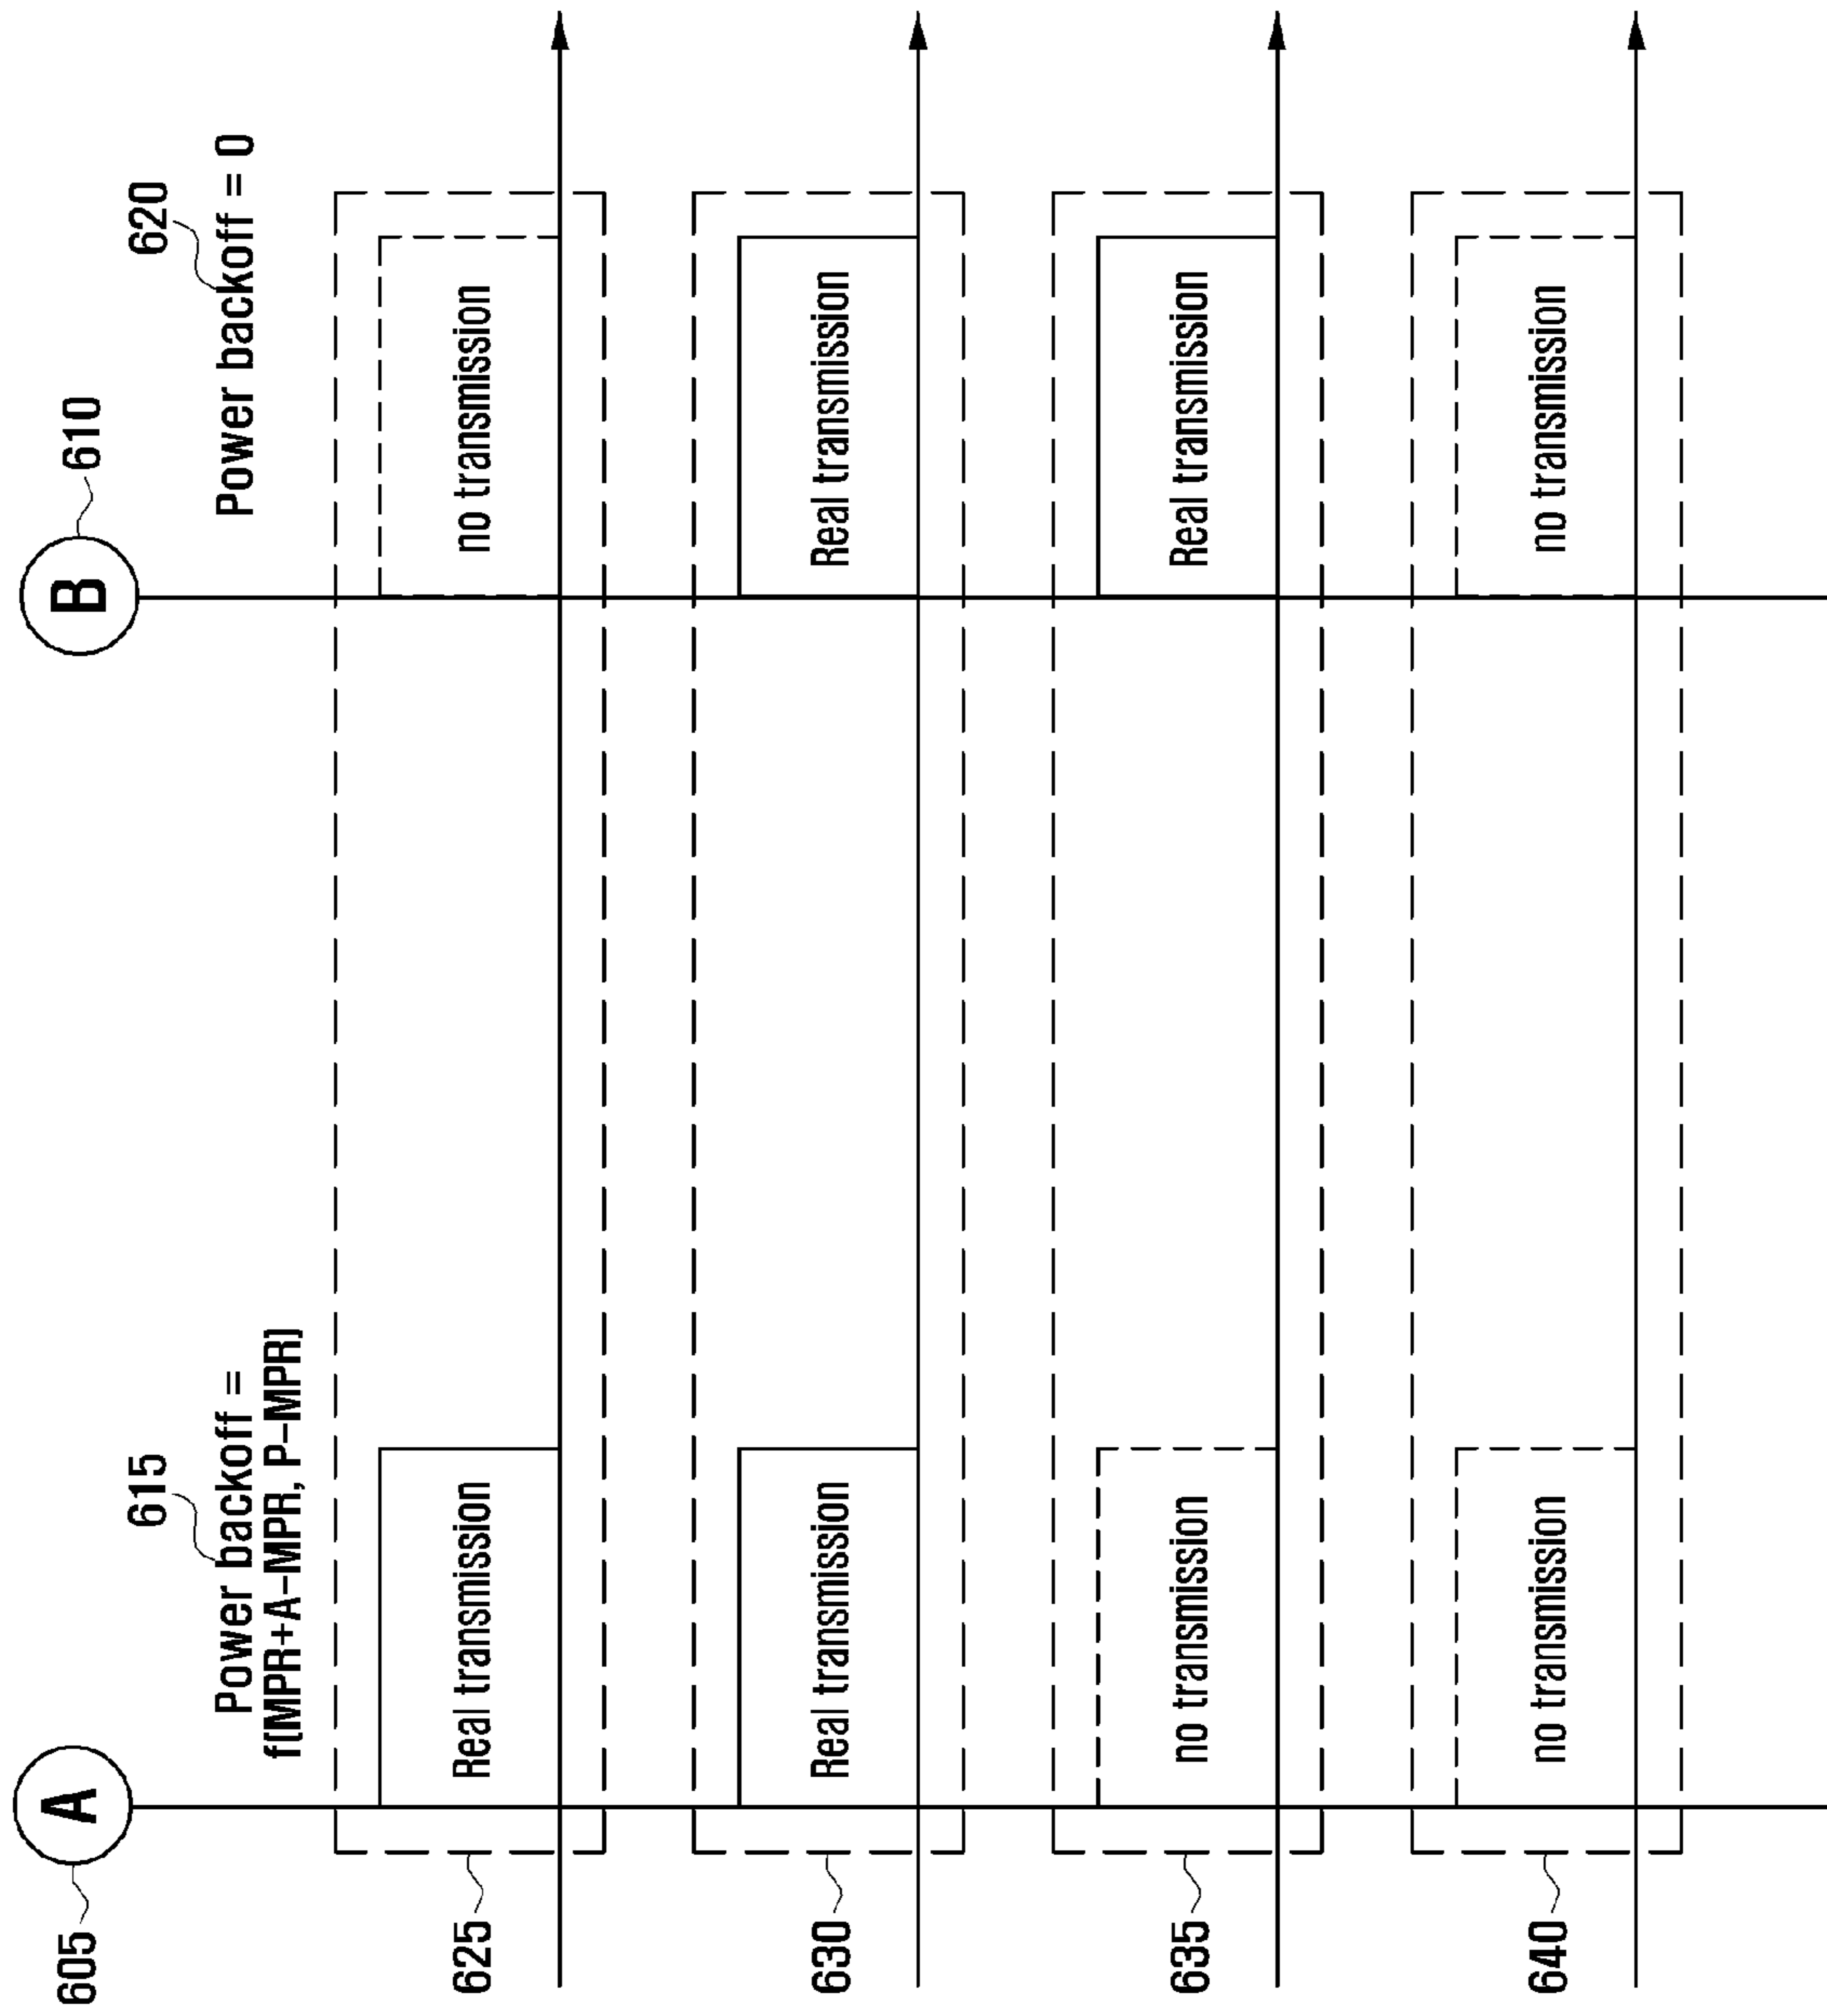 605
A
B
610
615
Power backoff =
f(MPR+A-MPR, P-MPR)
620
Power backoff = 0
625
Real transmission
no transmission
630
Real transmission
Real transmission
635
no transmission
Real transmission
640
no transmission
no transmission